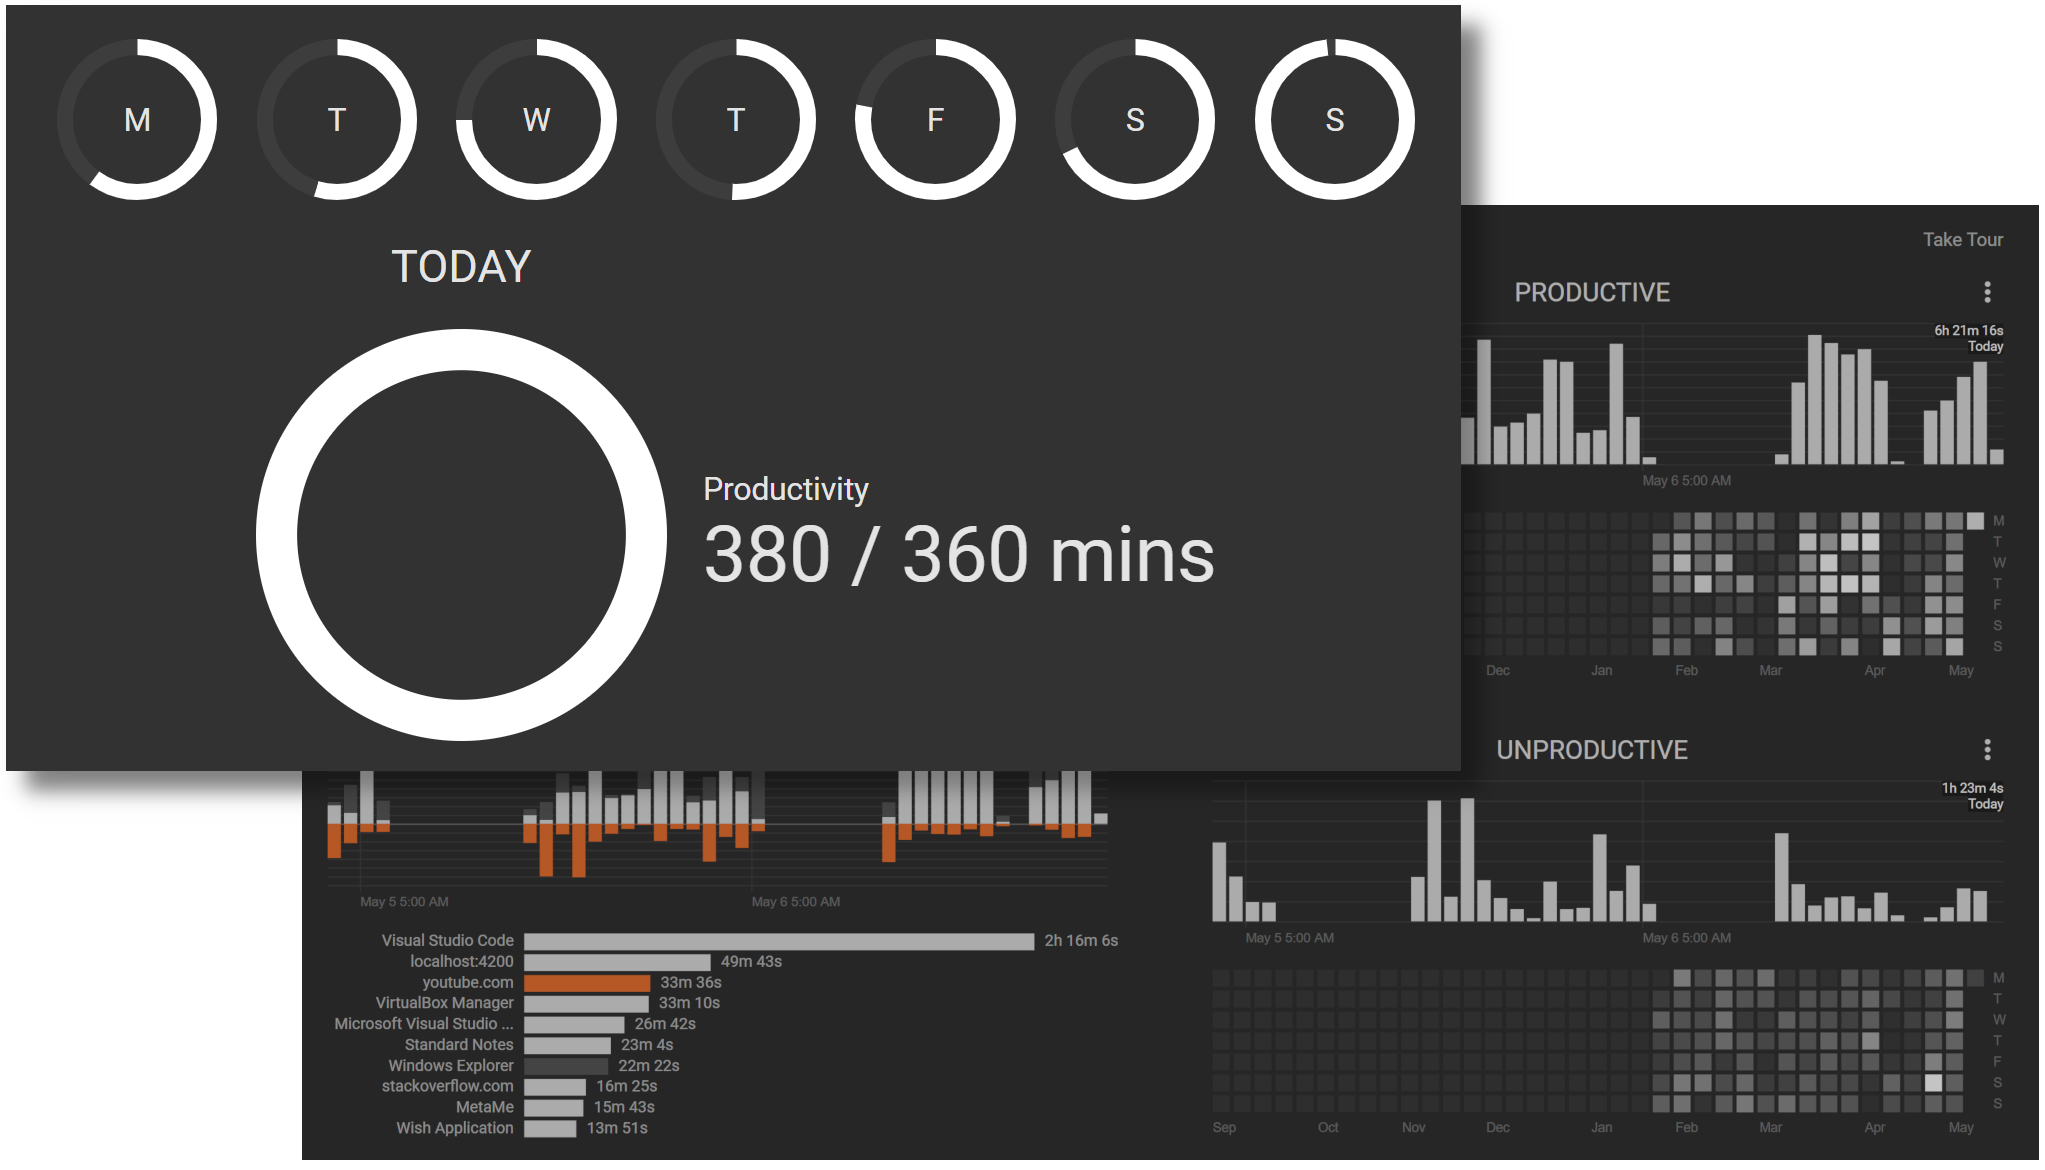 M T W T F S S
TODAY
Productivity
380 / 360 mins
Take Tour
PRODUCTIVE
6h 21m 16s
Today
May 6 5:00 AM
M
T
W
T
F
S
S
Dec Jan Feb Mar Apr May
UNPRODUCTIVE
1h 23m 4s
Today
May 5 5:00 AM May 6 5:00 AM
M
T
W
T
F
S
S
Sep Oct Nov Dec Jan Feb Mar Apr May
May 5 5:00 AM May 6 5:00 AM
Visual Studio Code 2h 16m 6s
localhost:4200 49m 43s
youtube.com 33m 36s
VirtualBox Manager 33m 10s
Microsoft Visual Studio ... 26m 42s
Standard Notes 23m 4s
Windows Explorer 22m 22s
stackoverflow.com 16m 25s
MetaMe 15m 43s
Wish Application 13m 51s